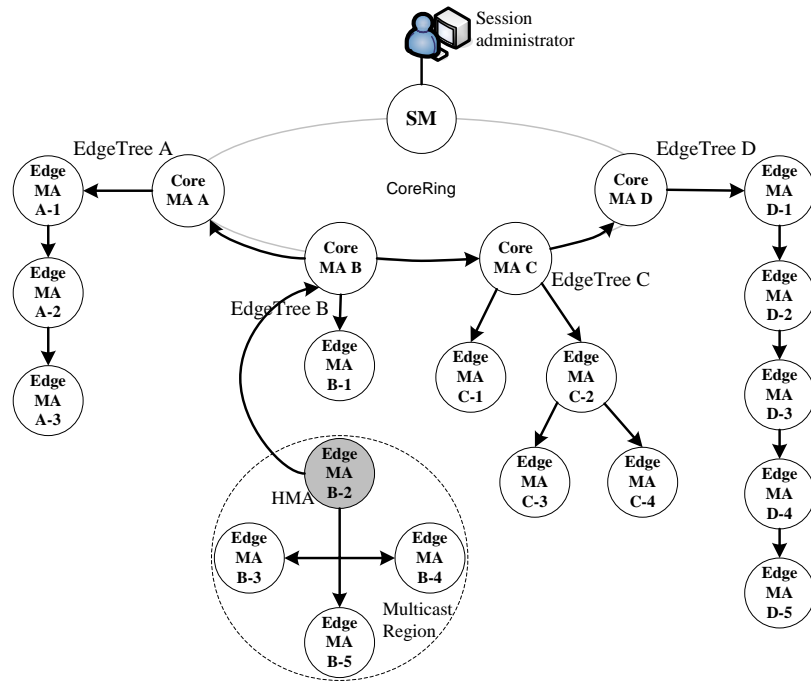 Session
administrator
SM
EdgeTree A
EdgeTree D
Edge
MA
A-1
Core
MA A
CoreRing
Core
MA D
Edge
MA
D-1
Core
MA B
Core
MA C
EdgeTree C
Edge
MA
A-2
Edge
MA
D-2
EdgeTree B
Edge
MA
B-1
Edge
MA
C-1
Edge
MA
C-2
Edge
MA
A-3
Edge
MA
D-3
Edge
MA
B-2
HMA
Edge
MA
C-3
Edge
MA
C-4
Edge
MA
D-4
Edge
MA
B-3
Edge
MA
B-4
Edge
MA
B-5
Multicast
Region
Edge
MA
D-5